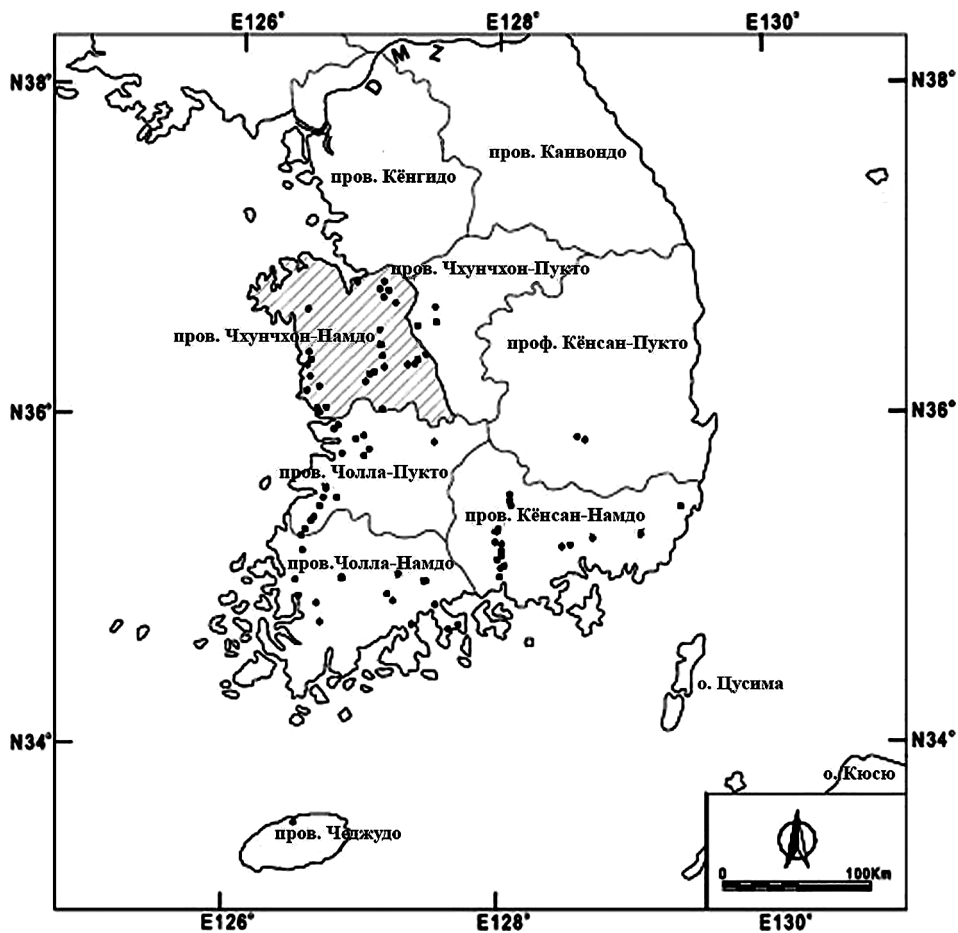 E126° E128° E130°
N38° D M Z N38°
пров. Канвондо
пров. Кёнгидо
пров. Чхунчхон-Пукто
пров. Чхунчхон-Намдо
проф. Кёнсан-Пукто
N36° N36°
пров. Чолла-Пукто
пров. Кёнсан-Намдо
пров.Чолла-Намдо
о. Цусима
N34° N34°
о. Кюсю
пров. Чеджудо
0 100Km
E126° E128° E130°